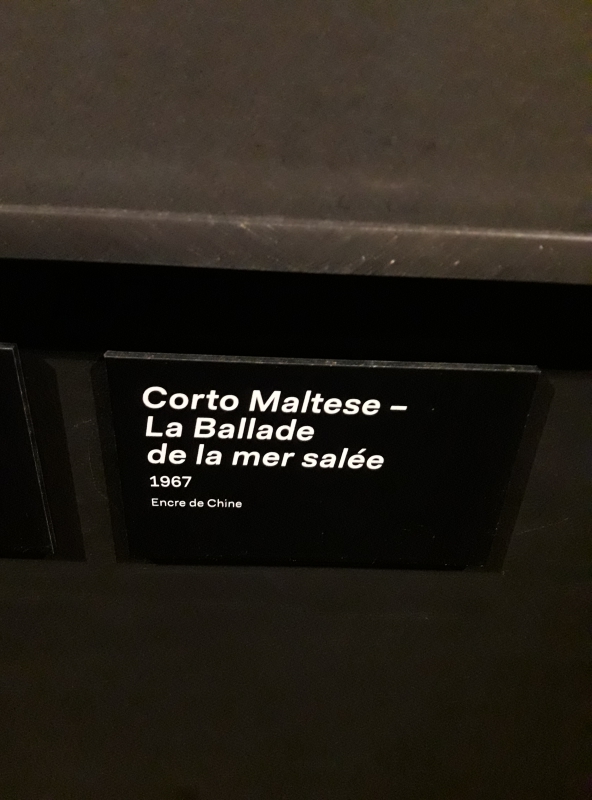 Corto Maltese –
La Ballade
de la mer salée
1967
Encre de Chine